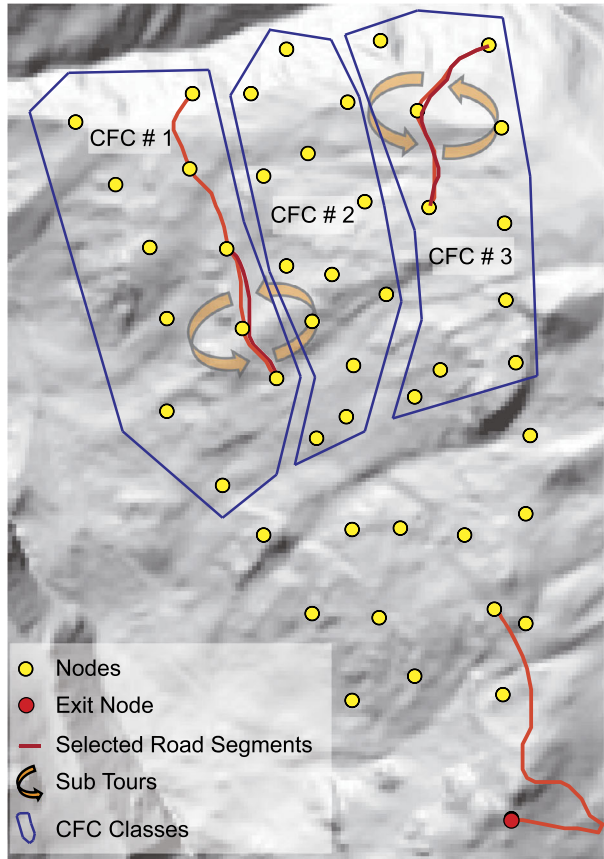 CFC # 1
CFC # 2
CFC # 3
Nodes
Exit Node
Selected Road Segments
Sub Tours
CFC Classes